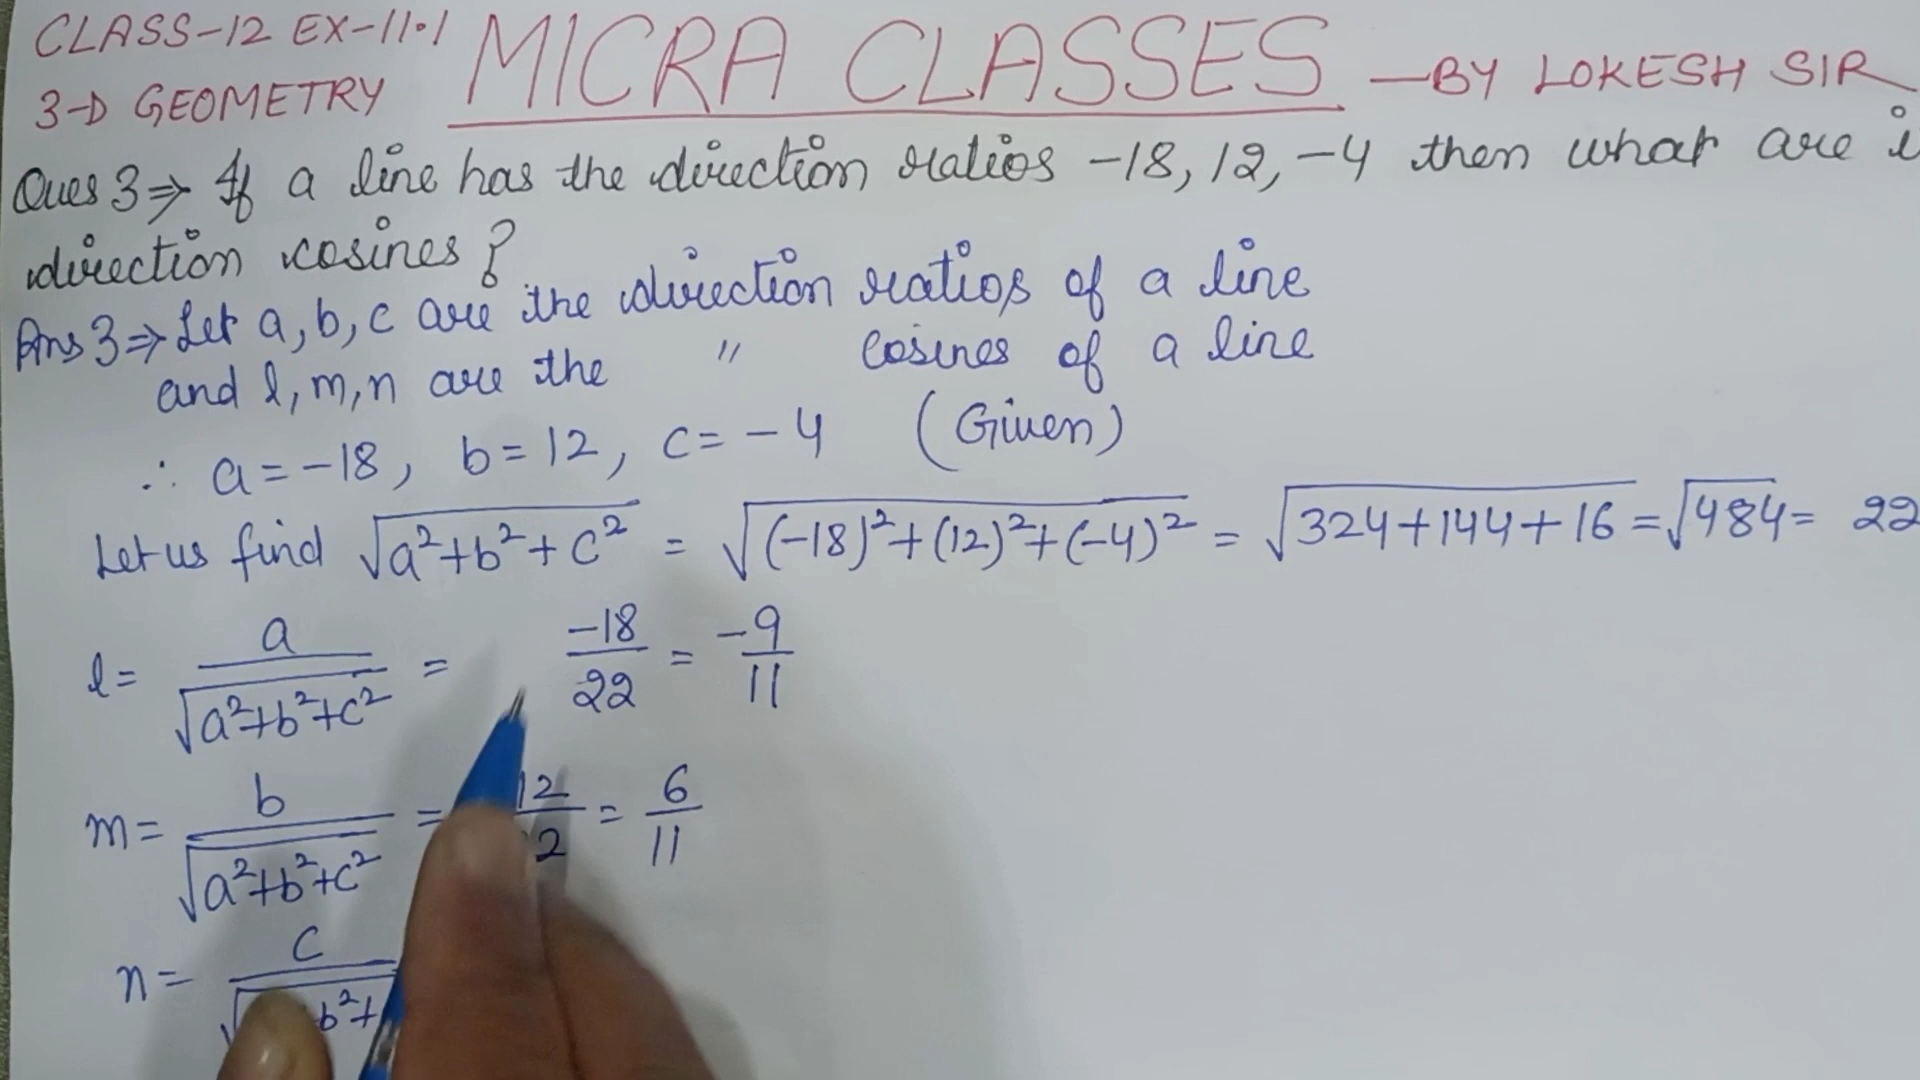 CLASS-12 EX-11.1
3-D GEOMETRY
MICRA CLASSES -BY LOKESH SIR
Ques 3⇒ If a line has the direction ratios -18, 12, -4 then what are
direction cosines?
Ans 3⇒ Let a, b, c are the direction ratios of a line
and l, m, n are the " cosines of a line
∴ a = -18, b = 12, c = -4 (Given)
Let us find √(a²+b²+c²) = √((-18)²+(12)²+(-4)²) = √(324+144+16) = √484 = 22
l = a/√(a²+b²+c²) = -18/22 = -9/11
m = b/√(a²+b²+c²) = 12/2 = 6/11
n = c/√b²+